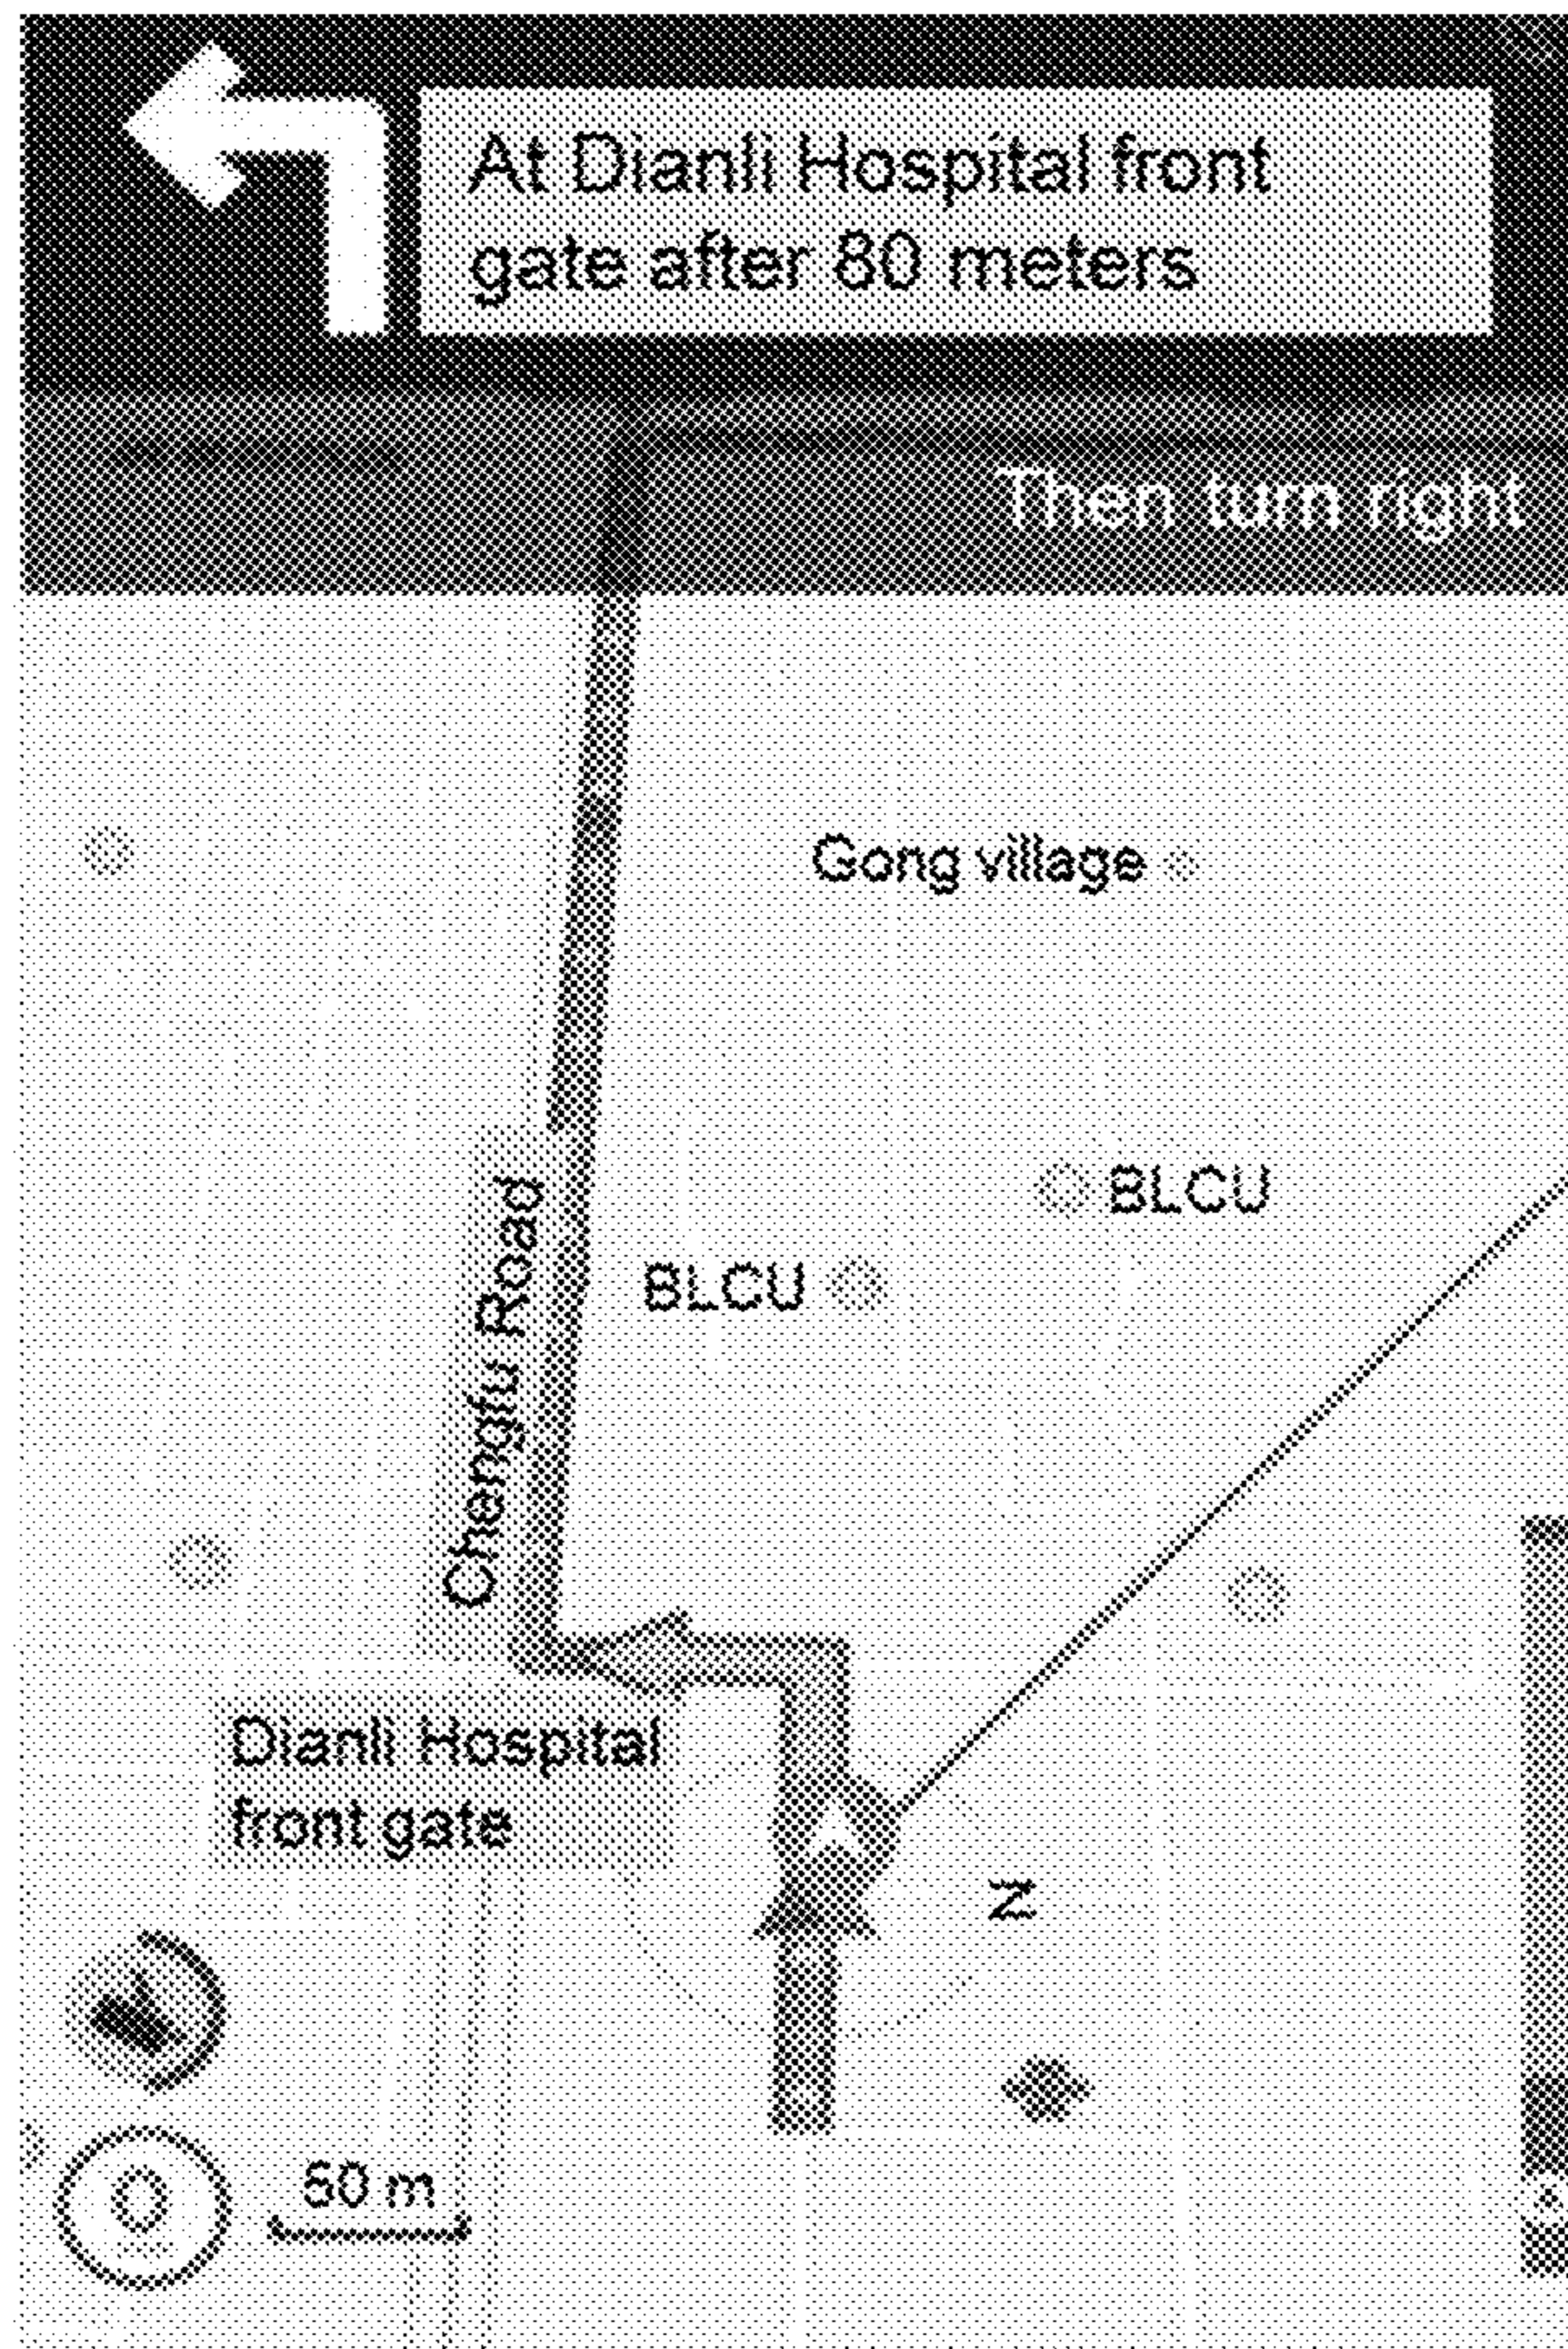 At Dianli Hospital front
gate after 80 meters
Then turn right
Gong village
BLCU
BLCU
Chengfu Road
Dianli Hospital
front gate
N
0
50 m